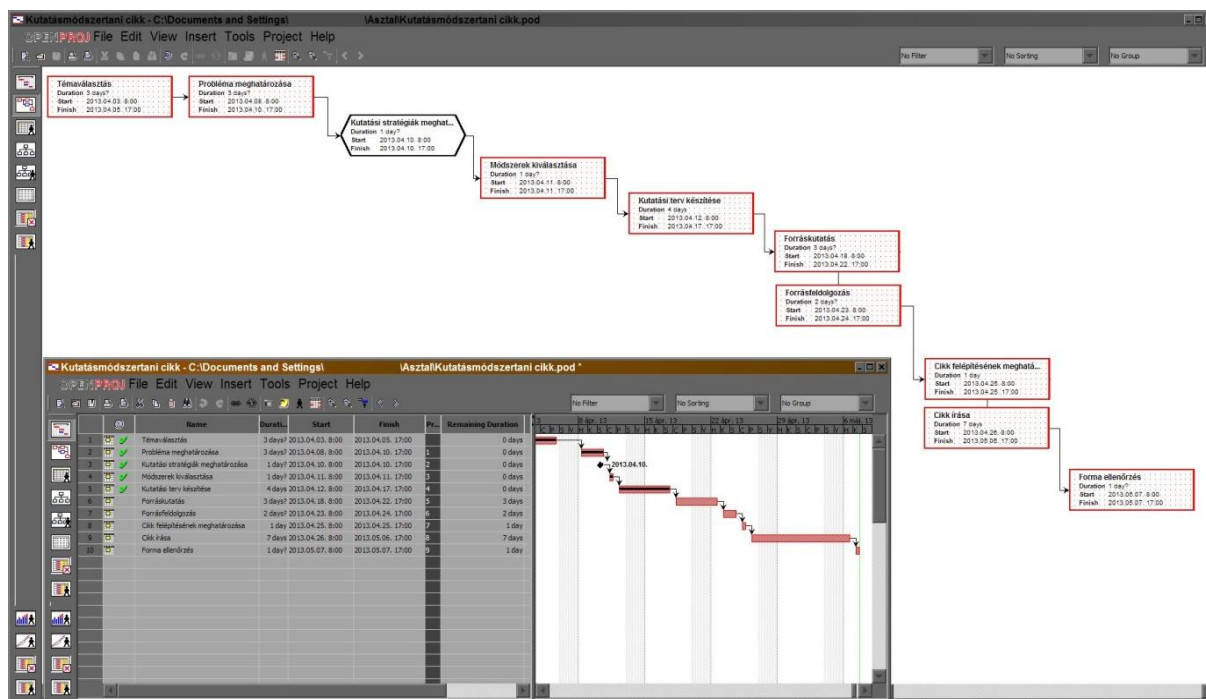 Kutatásmódszertani cikk - C:\Documents and Settings\ \Asztal\Kutatásmódszertani cikk.pod
OPENPROJ File Edit View Insert Tools Project Help
No Filter No Sorting No Group
Témaválasztás
Duration 3 days?
Start 2013.04.03. 8:00
Finish 2013.04.05. 17:00
Probléma meghatározása
Duration 3 days?
Start 2013.04.08. 8:00
Finish 2013.04.10. 17:00
Kutatási stratégiák meghat...
Duration 1 day?
Start 2013.04.10. 8:00
Finish 2013.04.10. 17:00
Módszerek kiválasztása
Duration 1 day?
Start 2013.04.11. 8:00
Finish 2013.04.11. 17:00
Kutatási terv készítése
Duration 4 days
Start 2013.04.12. 8:00
Finish 2013.04.17. 17:00
Forráskutatás
Duration 3 days?
Start 2013.04.18. 8:00
Finish 2013.04.22. 17:00
Forrásfeldolgozás
Duration 2 days?
Start 2013.04.23. 8:00
Finish 2013.04.24. 17:00
Cikk felépítésének meghatá...
Duration 1 day
Start 2013.04.25. 8:00
Finish 2013.04.25. 17:00
Cikk írása
Duration 7 days
Start 2013.04.26. 8:00
Finish 2013.05.06. 17:00
Forma ellenőrzés
Duration 1 day?
Start 2013.05.07. 8:00
Finish 2013.05.07. 17:00
Kutatásmódszertani cikk - C:\Documents and Settings\ \Asztal\Kutatásmódszertani cikk.pod *
OPENPROJ File Edit View Insert Tools Project Help
No Filter No Sorting No Group
Name Durati... Start Finish Pr... Remaining Duration
8 ápr. 13 15 ápr. 13 22 ápr. 13 29 ápr. 13 6 máj. 13
1 Témaválasztás 3 days? 2013.04.03. 8:00 2013.04.05. 17:00 0 days
2 Probléma meghatározása 3 days? 2013.04.08. 8:00 2013.04.10. 17:00 1 0 days
3 Kutatási stratégiák meghatározása 1 day? 2013.04.10. 8:00 2013.04.10. 17:00 2 0 days
2013.04.10.
4 Módszerek kiválasztása 1 day? 2013.04.11. 8:00 2013.04.11. 17:00 3 0 days
5 Kutatási terv készítése 4 days 2013.04.12. 8:00 2013.04.17. 17:00 4 0 days
6 Forráskutatás 3 days? 2013.04.18. 8:00 2013.04.22. 17:00 5 3 days
7 Forrásfeldolgozás 2 days? 2013.04.23. 8:00 2013.04.24. 17:00 6 2 days
8 Cikk felépítésének meghatározása 1 day 2013.04.25. 8:00 2013.04.25. 17:00 7 1 day
9 Cikk írása 7 days 2013.04.26. 8:00 2013.05.06. 17:00 8 7 days
10 Forma ellenőrzés 1 day? 2013.05.07. 8:00 2013.05.07. 17:00 9 1 day